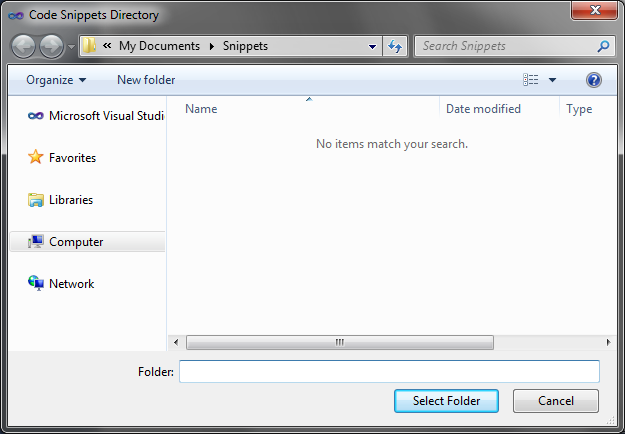 Code Snippets Directory
« My Documents Snippets
Search Snippets
Organize New folder
Name Date modified Type
Microsoft Visual Studi
No items match your search.
Favorites
Libraries
Computer
Network
Folder:
Select Folder Cancel